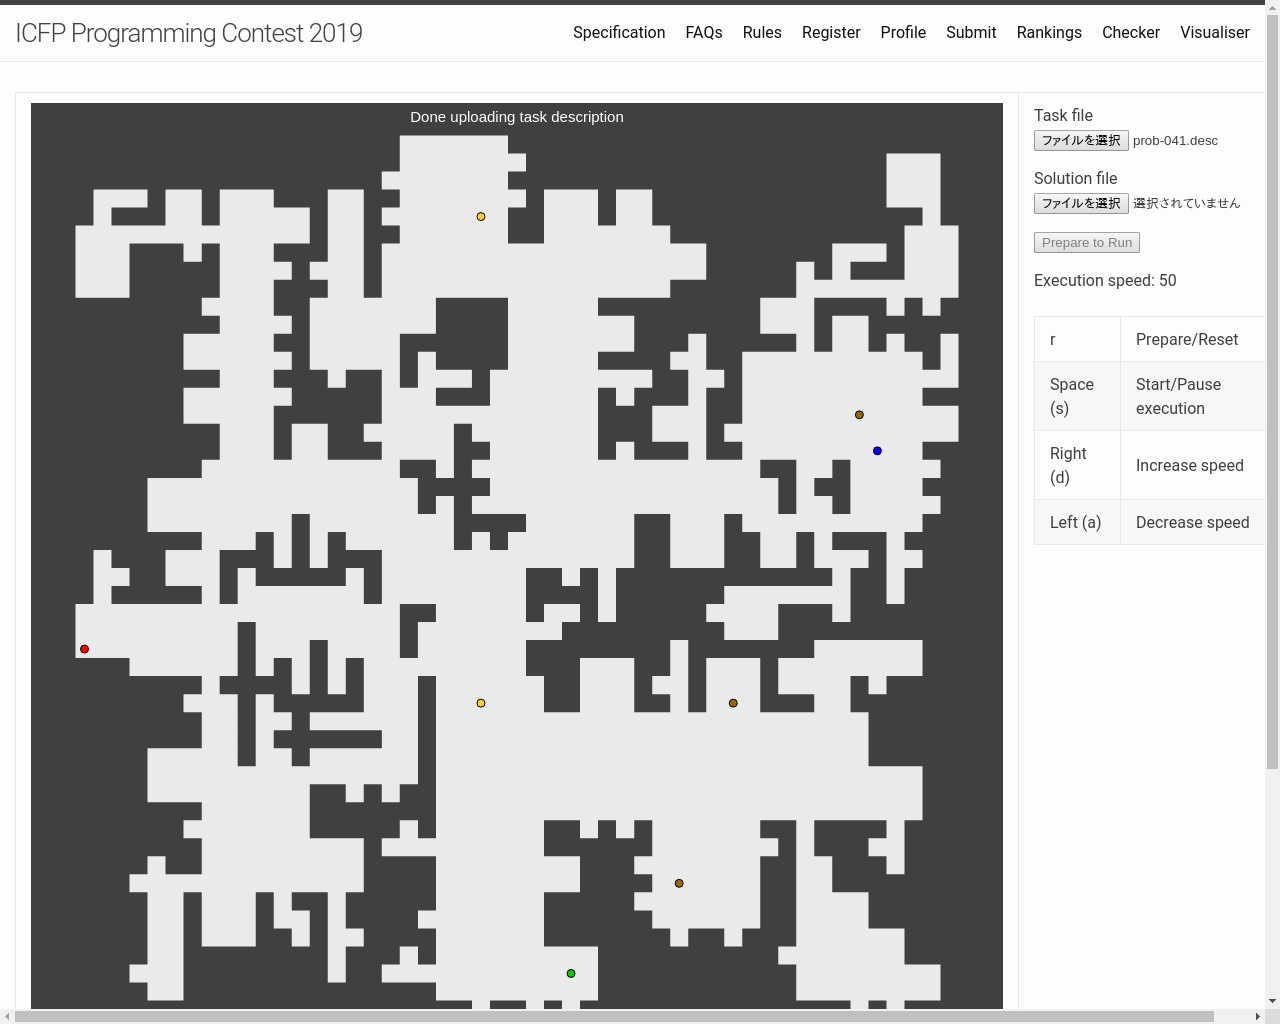 ICFP Programming Contest 2019
Specification FAQs Rules Register Profile Submit Rankings Checker Visualiser
Done uploading task description
Task file
ファイルを選択 prob-041.desc
Solution file
ファイルを選択 選択されていません
Prepare to Run
Execution speed: 50
r Prepare/Reset
Space (s) Start/Pause execution
Right (d) Increase speed
Left (a) Decrease speed